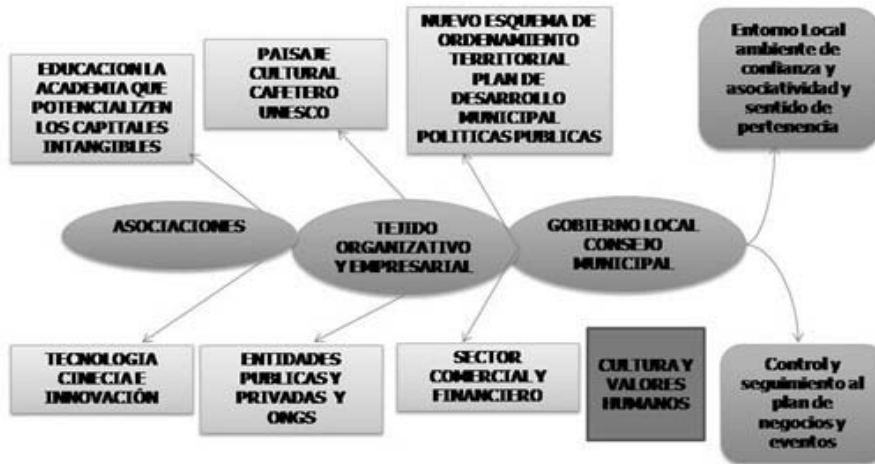 EDUCACION LA
ACADEMIA QUE
POTENCIALIZEN
LOS CAPITALES
INTANGIBLES
PAISAJE
CULTURAL
CAFETERO
UNESCO
NUEVO ESQUEMA DE
ORDENAMIENTO
TERRITORIAL
PLAN DE
DESARROLLO
MUNICIPAL
POLITICAS PUBLICAS
Entorno Local
ambiente de
confianza y
asociatividad y
sentido de
pertenencia
ASOCIACIONES
TEJIDO
ORGANIZATIVO
Y EMPRESARIAL
GOBIERNO LOCAL
CONSEJO
MUNICIPAL
TECNOLOGIA
CINECIA E
INNOVACIÓN
ENTIDADES
PUBLICAS Y
PRIVADAS Y
ONGS
SECTOR
COMERCIAL Y
FINANCIERO
CULTURA Y
VALORES
HUMANOS
Control y
seguimiento al
plan de
negocios y
eventos